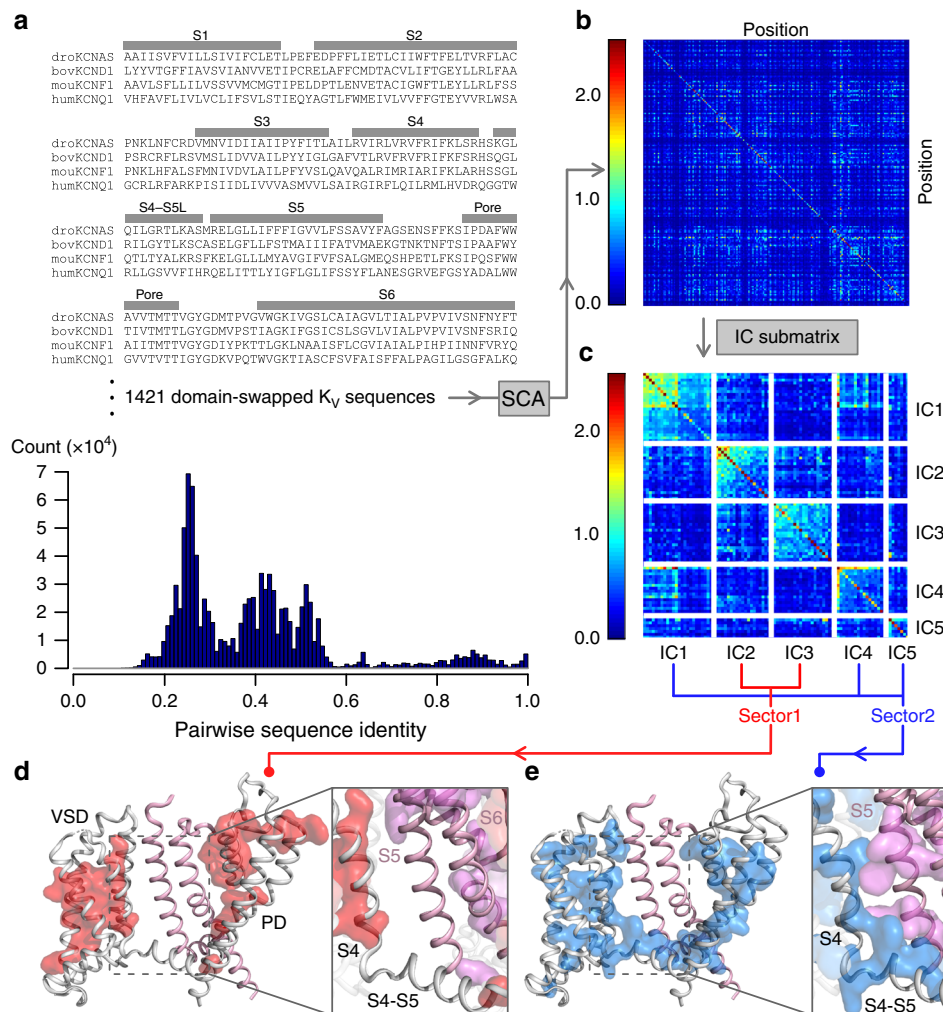 a
S1
S2
droKCNAS AAIISVFVILLSIVIFCLETLPEFEDPFFLIETLCIIWFTFELTVRFLAC
bovKCND1 LYYVTGFFIAVSVIANVVETIPCRELAFFCMDTACVLIFTGEYLLRLFAA
mouKCNF1 AAVLSFLLILVSSVVMCMGTIPELDPTLENVETACIGWFTLEYLLRLFSS
humKCNQ1 VHFAVFLIVLVCLIFSVLSTIEQYAGTLFWMEIVLVVFFGTEYVVRLWSA
S3
S4
droKCNAS PNKLNFCRDVMNVIDIIAIIPYFITLAILRVIRLVRVFRIFKLSRHSKGL
bovKCND1 PSRCRFLRSVMSLIDVVAILPYYIGLGAFVTLRVFRVFRIFKFSRHSQGL
mouKCNF1 PNKLHFALSFMNIVDVLAILPFYVSLQAVQALRIMRIARIFKLARHSSGL
humKCNQ1 GCRLRFARKPISIIDLIVVVASMVVLSAIRGIRFLQILRMLHVDRQGGTW
S4–S5L
S5
Pore
droKCNAS QILGRTLKASMRELGLLIFFFIGVVLFSSAVYFAGSENSFFKSIPDAFWW
bovKCND1 RILGYTLKSCASELGFLLFSTMAIIIFATVMAEKGTNKTNFTSIPAAFWY
mouKCNF1 QTLTYALKRSFKELGLLLMYAVGIFVFSALGMEQSHPETLFKSIPQSFWW
humKCNQ1 RLLGSVVFIHRQELITTLYIGFLGLIFSSYFLANESGRVEFGSYADALWW
Pore
S6
droKCNAS AVVTMTTVGYGDMTPVGVWGKIVGSLCAIAGVLTIALPVPVIVSNFNYFT
bovKCND1 TIVTMTTLGYGDMVPSTIAGKIFGSICSLSGVLVIALPVPVIVSNFSRIQ
mouKCNF1 AIITMTTVGYGDIYPKTTLGKLNAAISFLCGVIAIALPIHPIINNFVRYQ
humKCNQ1 GVVTVTTIGYGDKVPQTWVGKTIASCFSVFAISFFALPAGILGSGFALKQ
1421 domain-swapped KV sequences
SCA
Count (×10⁴)
7
6
5
4
3
2
1
0
0.0 0.2 0.4 0.6 0.8 1.0
Pairwise sequence identity
b
Position
Position
2.0
1.0
0.0
IC submatrix
c
2.0
1.0
0.0
IC1
IC2
IC3
IC4
IC5
IC1 IC2 IC3 IC4 IC5
Sector1
Sector2
d
VSD
PD
S5
S6
S4
S4-S5
e
S5
S4
S4-S5